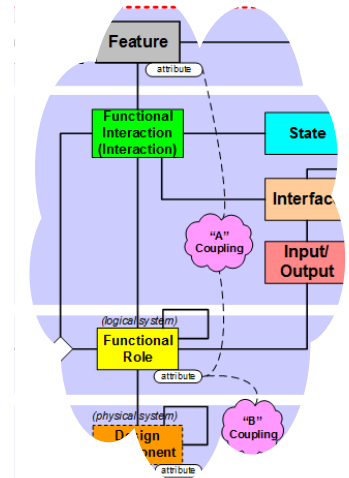 Feature
attribute
Functional
Interaction
(Interaction)
State
Interfac
"A"
Coupling
Input/
Output
(logical system)
Functional
Role
attribute
(physical system)
"B"
Coupling
attribute